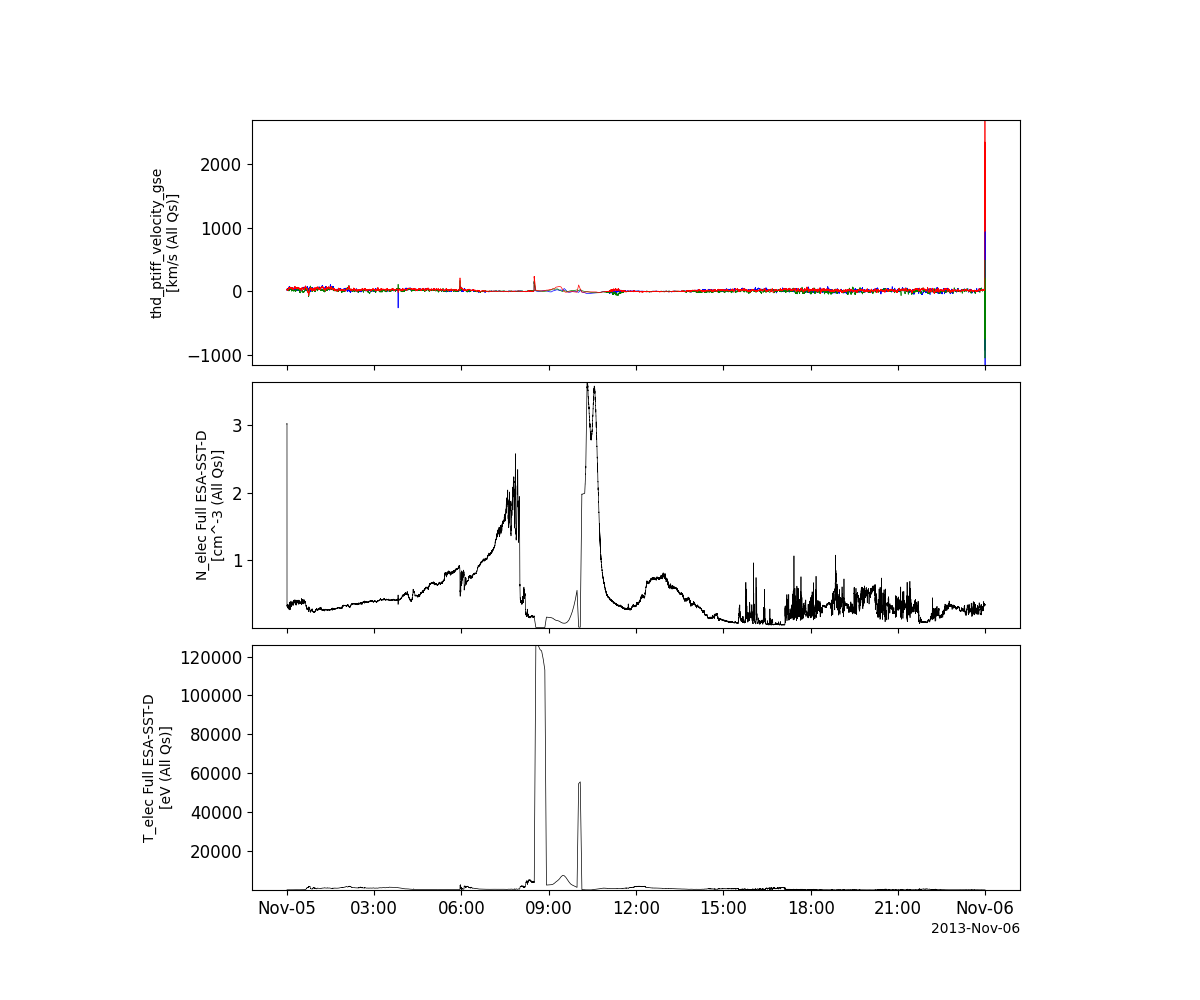 thd_ptiff_velocity_gse
[km/s (All Qs)]
2000
1000
0
−1000
N_elec Full ESA-SST-D
[cm^-3 (All Qs)]
3
2
1
T_elec Full ESA-SST-D
[eV (All Qs)]
120000
100000
80000
60000
40000
20000
Nov-05 03:00 06:00 09:00 12:00 15:00 18:00 21:00 Nov-06
2013-Nov-06